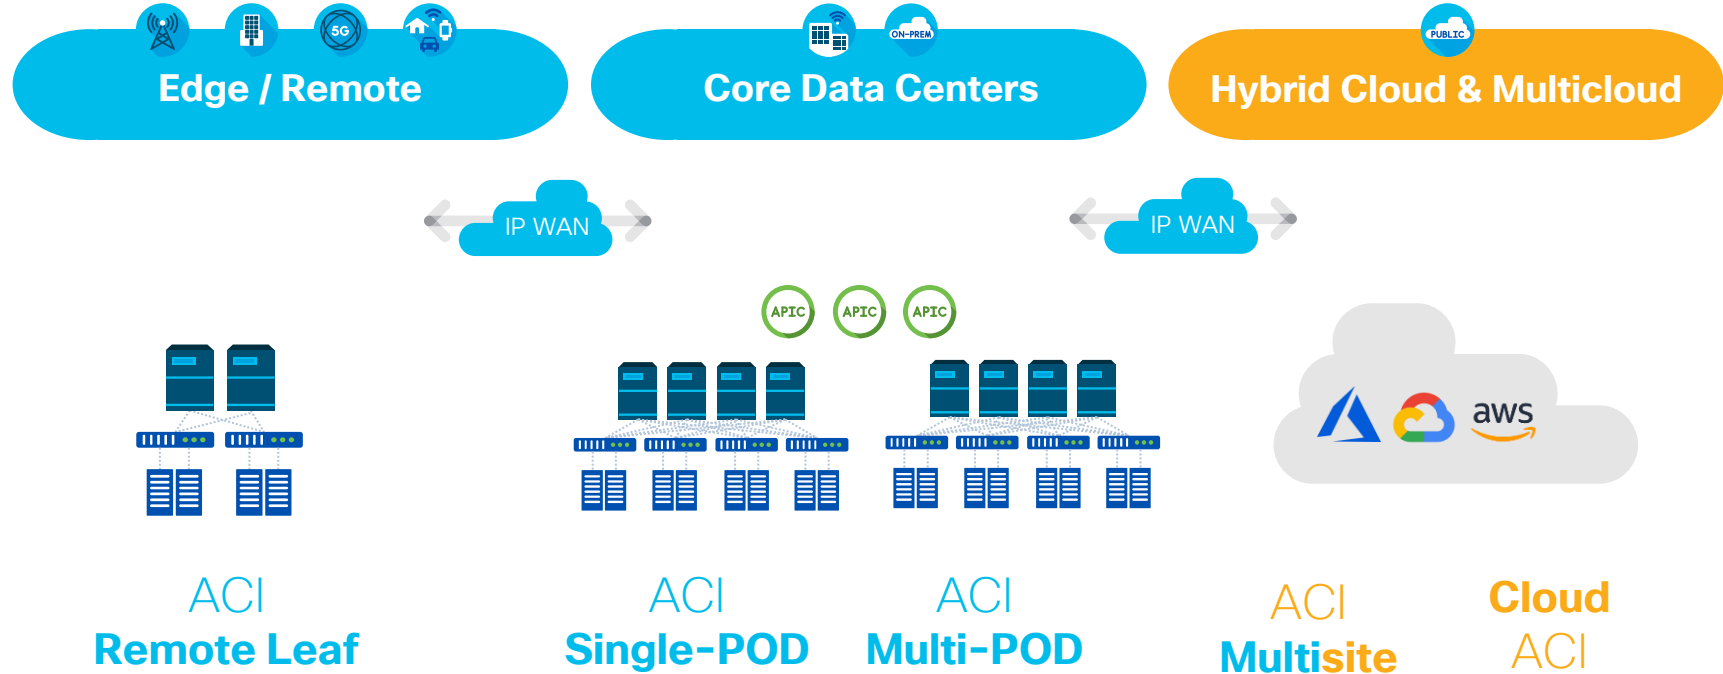 5G
ON-PREM
PUBLIC
Edge / Remote
Core Data Centers
Hybrid Cloud & Multicloud
IP WAN
IP WAN
APIC
APIC
APIC
aws
ACI
Remote Leaf
ACI
Single-POD
ACI
Multi-POD
ACI
Multisite
Cloud
ACI